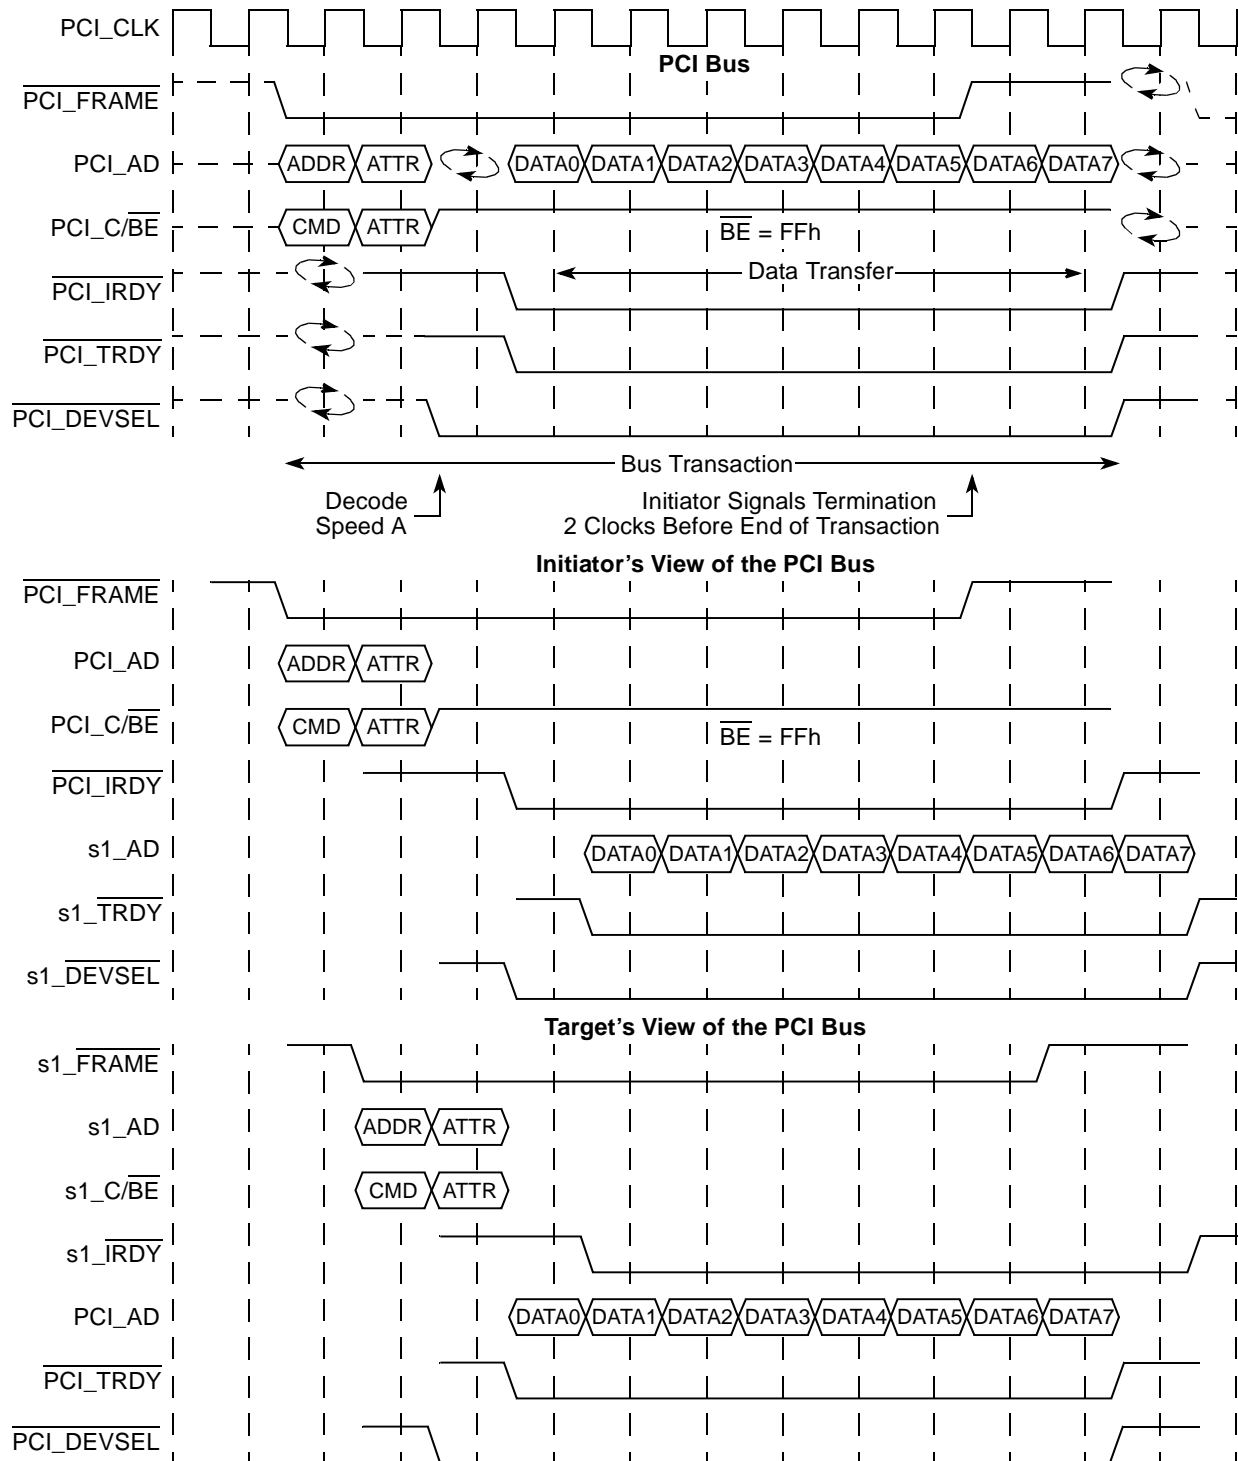 PCI_CLK
PCI Bus
PCI_FRAME
PCI_AD ADDR ATTR DATA0 DATA1 DATA2 DATA3 DATA4 DATA5 DATA6 DATA7
PCI_C/BE CMD ATTR BE = FFh
PCI_IRDY Data Transfer
PCI_TRDY
PCI_DEVSEL
Bus Transaction
Decode Speed A
Initiator Signals Termination
2 Clocks Before End of Transaction
Initiator's View of the PCI Bus
PCI_FRAME
PCI_AD ADDR ATTR
PCI_C/BE CMD ATTR BE = FFh
PCI_IRDY
s1_AD DATA0 DATA1 DATA2 DATA3 DATA4 DATA5 DATA6 DATA7
s1_TRDY
s1_DEVSEL
Target's View of the PCI Bus
s1_FRAME
s1_AD ADDR ATTR
s1_C/BE CMD ATTR
s1_IRDY
PCI_AD DATA0 DATA1 DATA2 DATA3 DATA4 DATA5 DATA6 DATA7
PCI_TRDY
PCI_DEVSEL